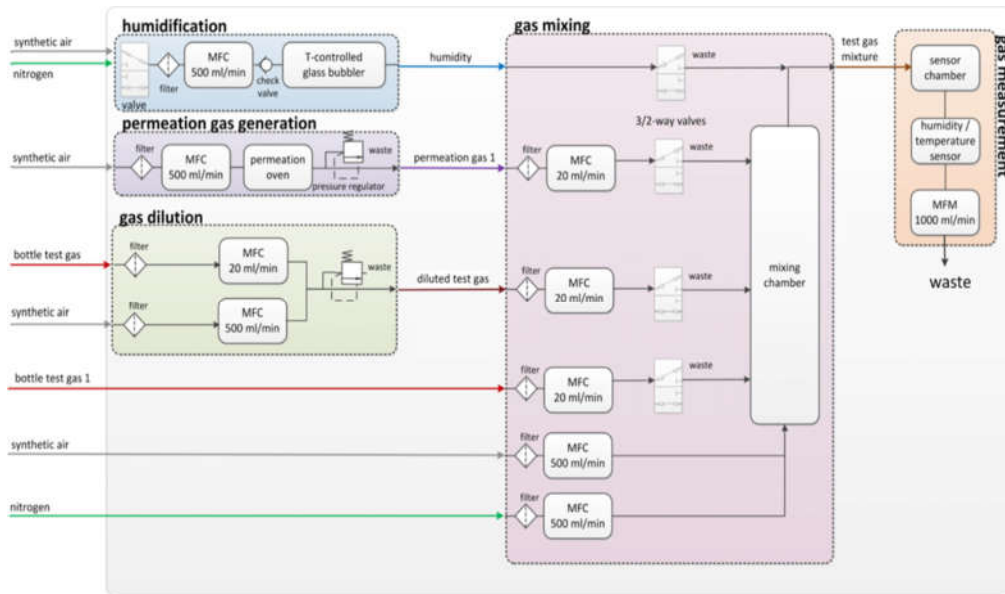 humidification
synthetic air
nitrogen
valve
filter
MFC
500 ml/min
check
valve
T-controlled
glass bubbler
humidity
permeation gas generation
synthetic air
filter
MFC
500 ml/min
permeation
oven
waste
pressure regulator
permeation gas 1
gas dilution
bottle test gas
filter
MFC
20 ml/min
waste
diluted test gas
synthetic air
filter
MFC
500 ml/min
bottle test gas 1
synthetic air
nitrogen
gas mixing
waste
3/2-way valves
filter
MFC
20 ml/min
waste
filter
MFC
20 ml/min
waste
filter
MFC
20 ml/min
waste
filter
MFC
500 ml/min
filter
MFC
500 ml/min
mixing
chamber
test gas
mixture
gas measurment
sensor
chamber
humidity /
temperature
sensor
MFM
1000 ml/min
waste